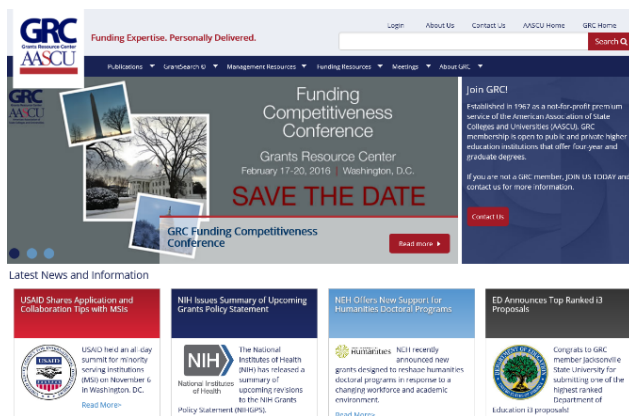 GRC
Grants Resource Center
AASCU
Funding Expertise. Personally Delivered.
Login About Us Contact Us AASCU Home GRC Home
Search
Publications GrantSearch © Management Resources Funding Resources Meetings About GRC
GRC
AASCU
Funding
Competitiveness
Conference
Grants Resource Center
February 17-20, 2016 | Washington, D.C.
SAVE THE DATE
GRC Funding Competitiveness
Conference
Read more
Join GRC!
Established in 1967 as a not-for-profit premium
service of the American Association of State
Colleges and Universities (AASCU). GRC
membership is open to public and private higher
education institutions that offer four-year and
graduate degrees.
If you are not a GRC member, JOIN US TODAY and
contact us for more information.
Contact Us
Latest News and Information
USAID Shares Application and
Collaboration Tips with MSIs
USAID
USAID held an all-day
summit for minority
serving institutions
(MSI) on November 6
in Washington, DC.
Read More>
NIH Issues Summary of Upcoming
Grants Policy Statement
NIH
National Institutes
of Health
The National
Institutes of Health
(NIH) has released a
summary of
upcoming revisions
to the NIH Grants
Policy Statement (NIHGPS).
NEH Offers New Support for
Humanities Doctoral Programs
Humanities
NEH recently
announced new
grants designed to reshape humanities
doctoral programs in response to a
changing workforce and academic
environment.
Read More>
ED Announces Top Ranked i3
Proposals
Congrats to GRC
member Jacksonville
State University for
submitting one of the
highest ranked
Department of
Education i3 proposals!